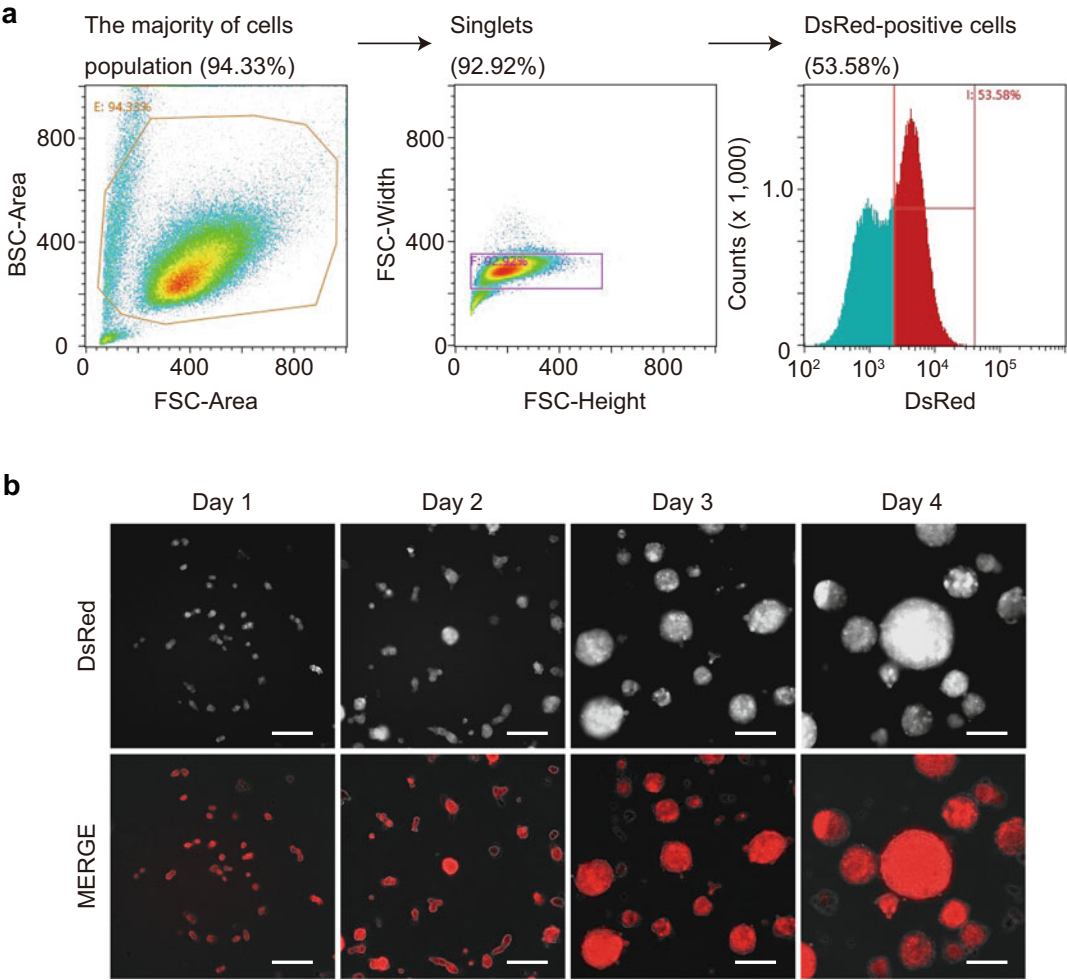 a
The majority of cells
population (94.33%)
Singlets
(92.92%)
DsRed-positive cells
(53.58%)
E: 94.33%
800
400
0
0
400
800
BSC-Area
FSC-Area
F: 92.92%
800
400
0
0
400
800
FSC-Width
FSC-Height
I: 53.58%
1.0
0
10²
10³
10⁴
10⁵
Counts (x 1,000)
DsRed
b
Day 1
Day 2
Day 3
Day 4
DsRed
MERGE